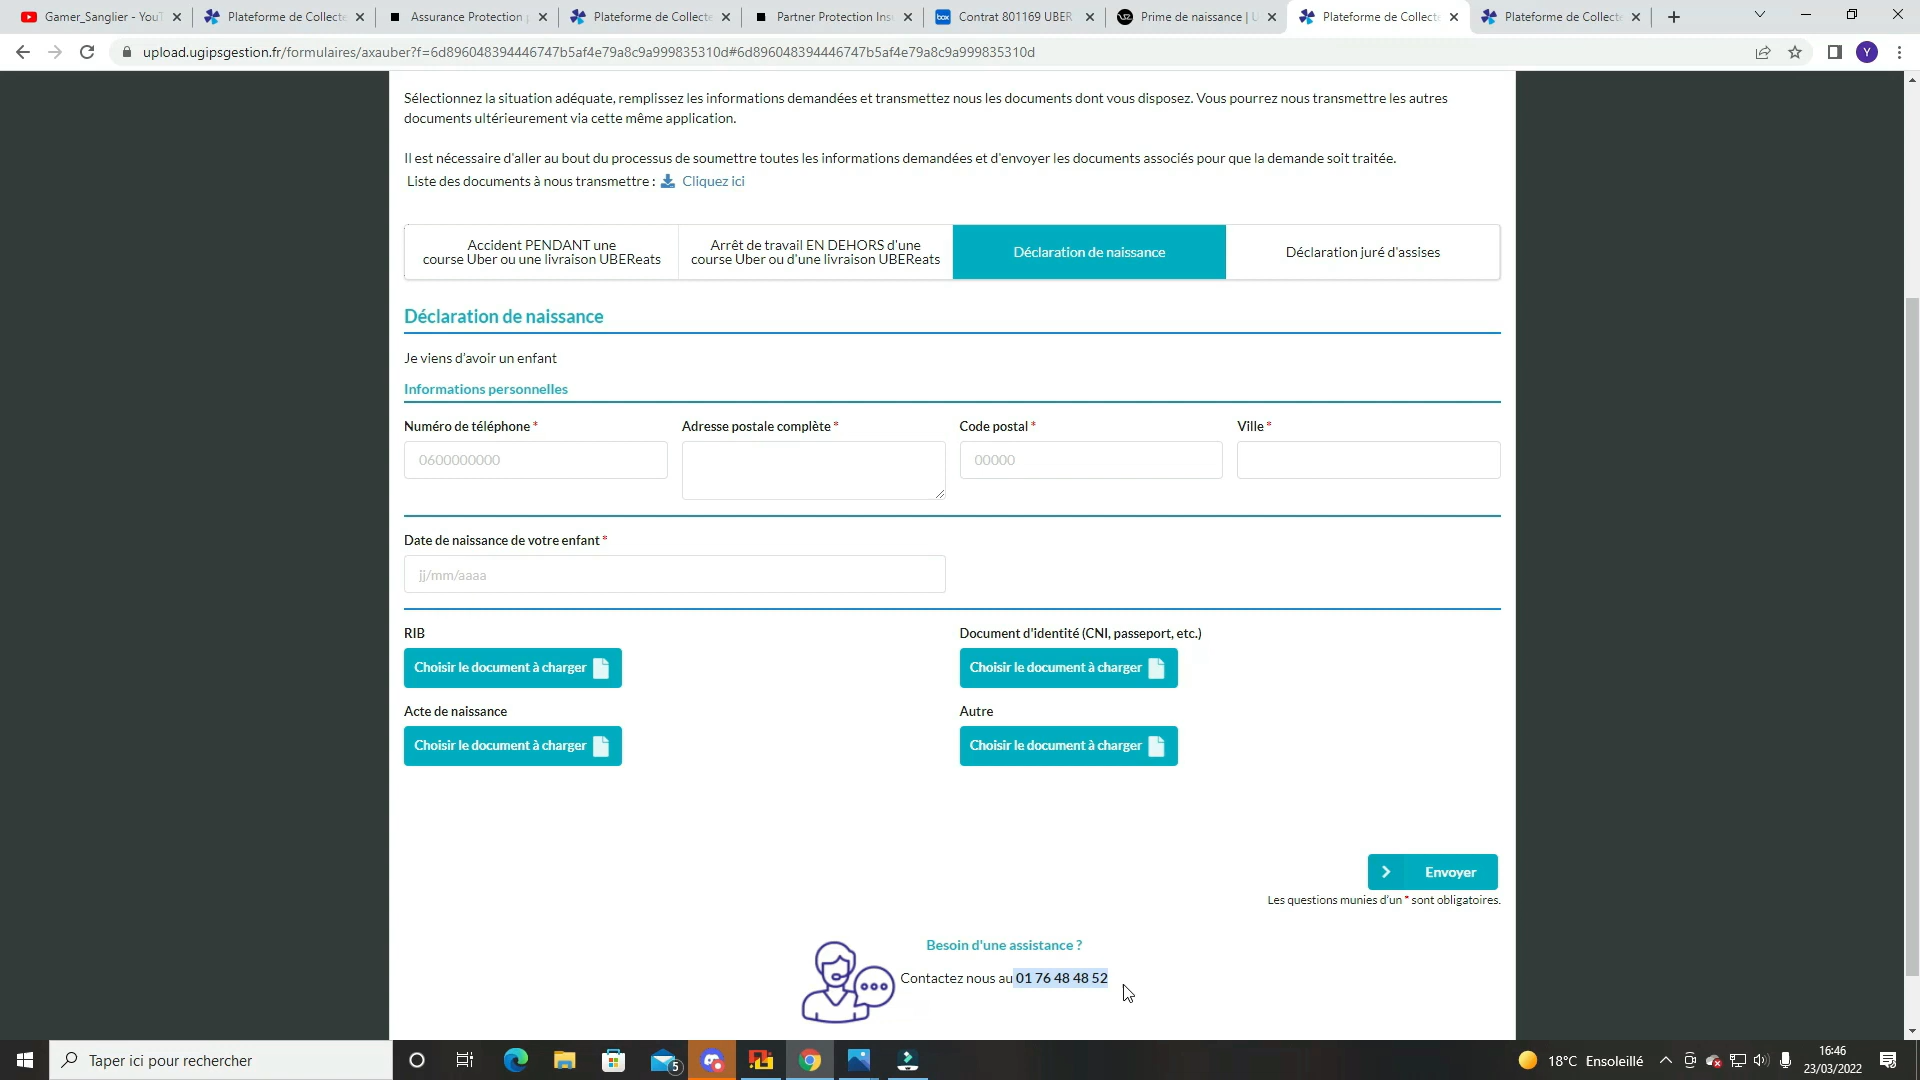 Gamer_Sanglier - YouT
Plateforme de Collecte
Assurance Protection
Plateforme de Collecte
Partner Protection Ins
box
Contrat 801169 UBER
Prime de naissance | U
Plateforme de Collecte
Plateforme de Collecte
upload.ugipsgestion.fr/formulaires/axauber?f=6d896048394446747b5af4e79a8c9a999835310d#6d896048394446747b5af4e79a8c9a999835310d
Y
Sélectionnez la situation adéquate, remplissez les informations demandées et transmettez nous les documents dont vous disposez. Vous pourrez nous transmettre les autres
documents ultérieurement via cette même application.
Il est nécessaire d'aller au bout du processus de soumettre toutes les informations demandées et d'envoyer les documents associés pour que la demande soit traitée.
Liste des documents à nous transmettre : Cliquez ici
Accident PENDANT une
course Uber ou une livraison UBEReats
Arrêt de travail EN DEHORS d'une
course Uber ou d'une livraison UBEReats
Déclaration de naissance
Déclaration juré d'assises
Déclaration de naissance
Je viens d'avoir un enfant
Informations personnelles
Numéro de téléphone * Adresse postale complète * Code postal * Ville *
0600000000 00000
Date de naissance de votre enfant *
jj/mm/aaaa
RIB Document d'identité (CNI, passeport, etc.)
Choisir le document à charger Choisir le document à charger
Acte de naissance Autre
Choisir le document à charger Choisir le document à charger
Envoyer
Les questions munies d'un * sont obligatoires.
Besoin d'une assistance ?
Contactez nous au 01 76 48 48 52
Taper ici pour rechercher
5
18°C Ensoleillé
16:46
23/03/2022